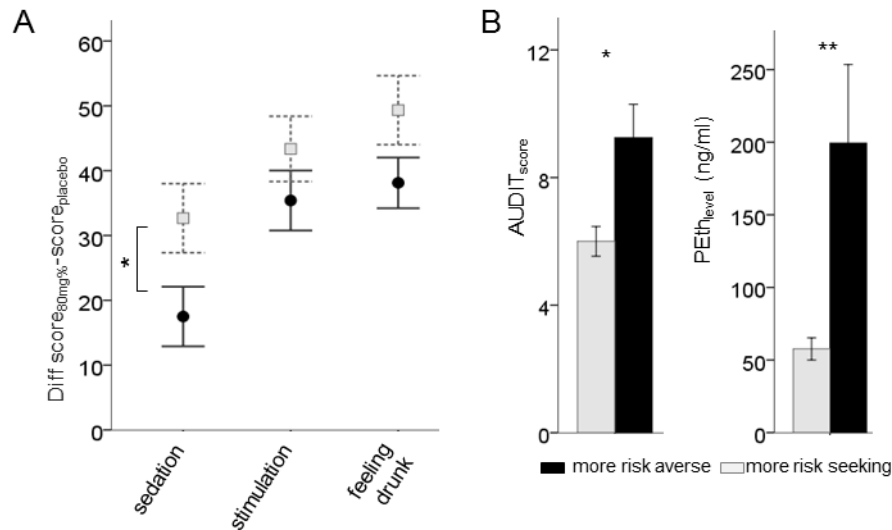 A
Diff score80mg%-scoreplacebo
60
50
40
30
20
10
0
*
sedation
stimulation
feeling
drunk
B
AUDITscore
12
8
4
0
*
PEthlevel (ng/ml)
250
200
150
100
50
0
**
more risk averse
more risk seeking